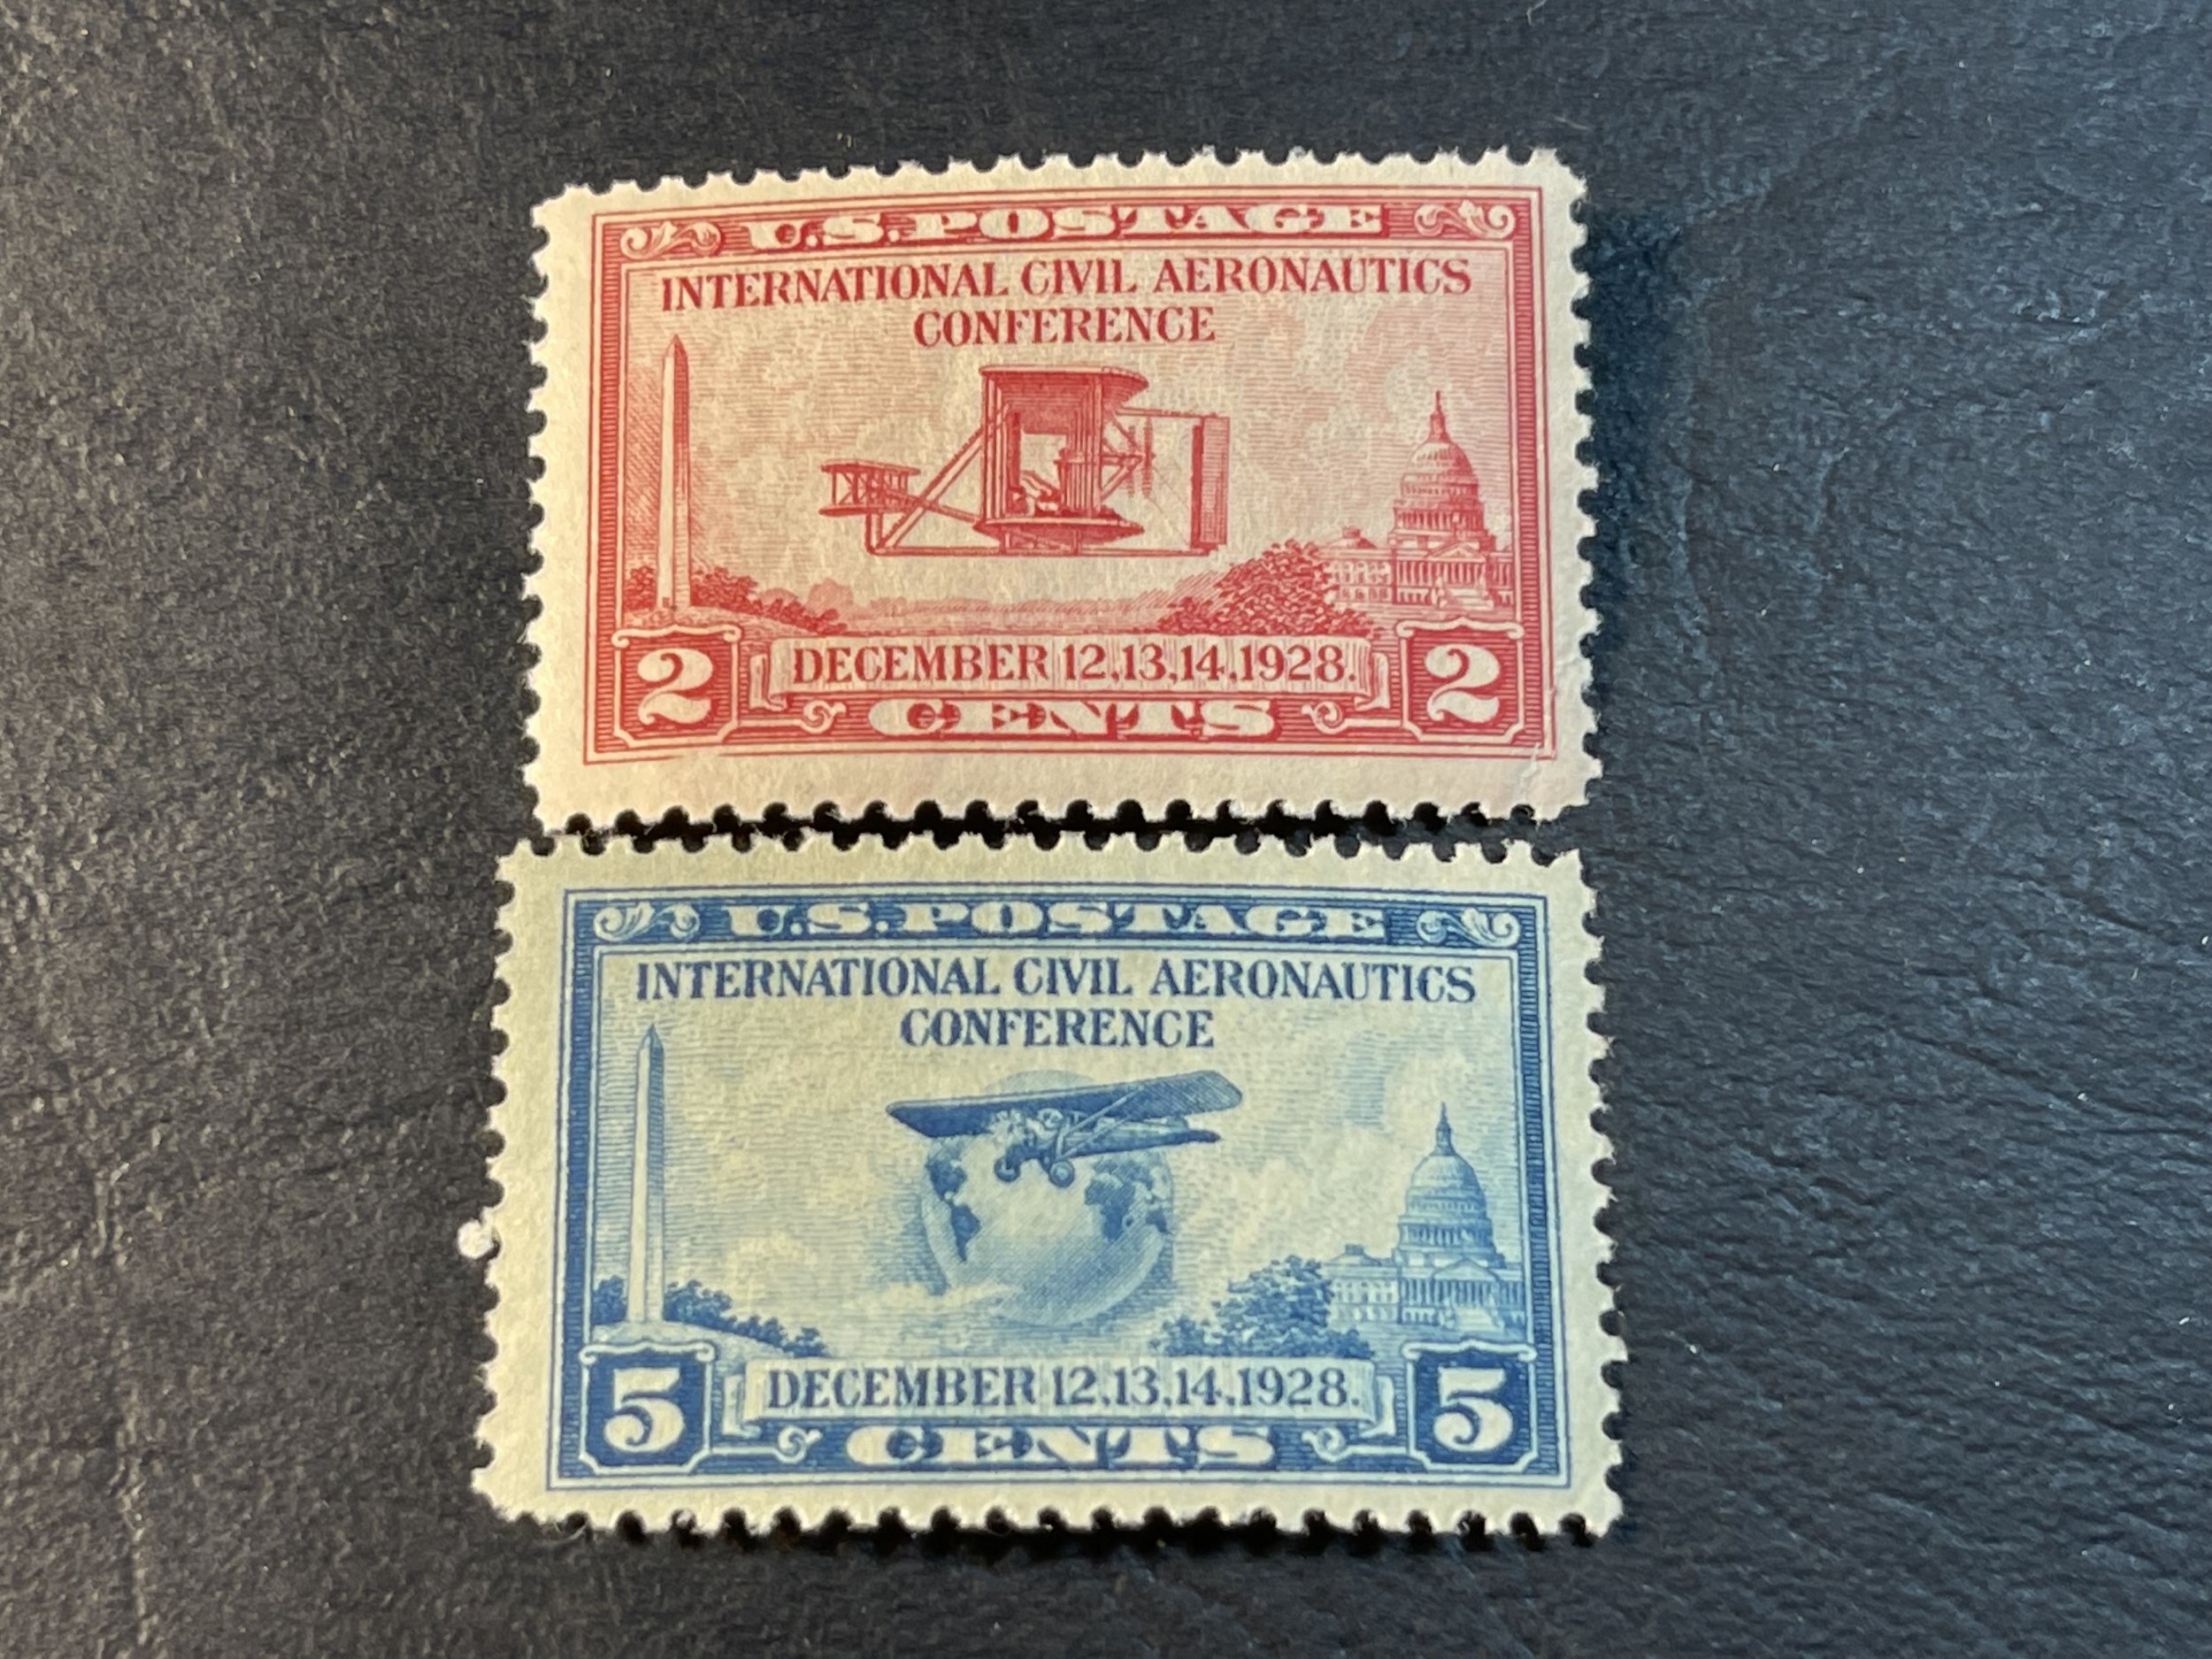 U.S. POSTAGE
INTERNATIONAL CIVIL AERONAUTICS
CONFERENCE
2 DECEMBER 12,13,14,1928. 2
CENTS
U.S. POSTAGE
INTERNATIONAL CIVIL AERONAUTICS
CONFERENCE
5 DECEMBER 12,13,14,1928. 5
CENTS